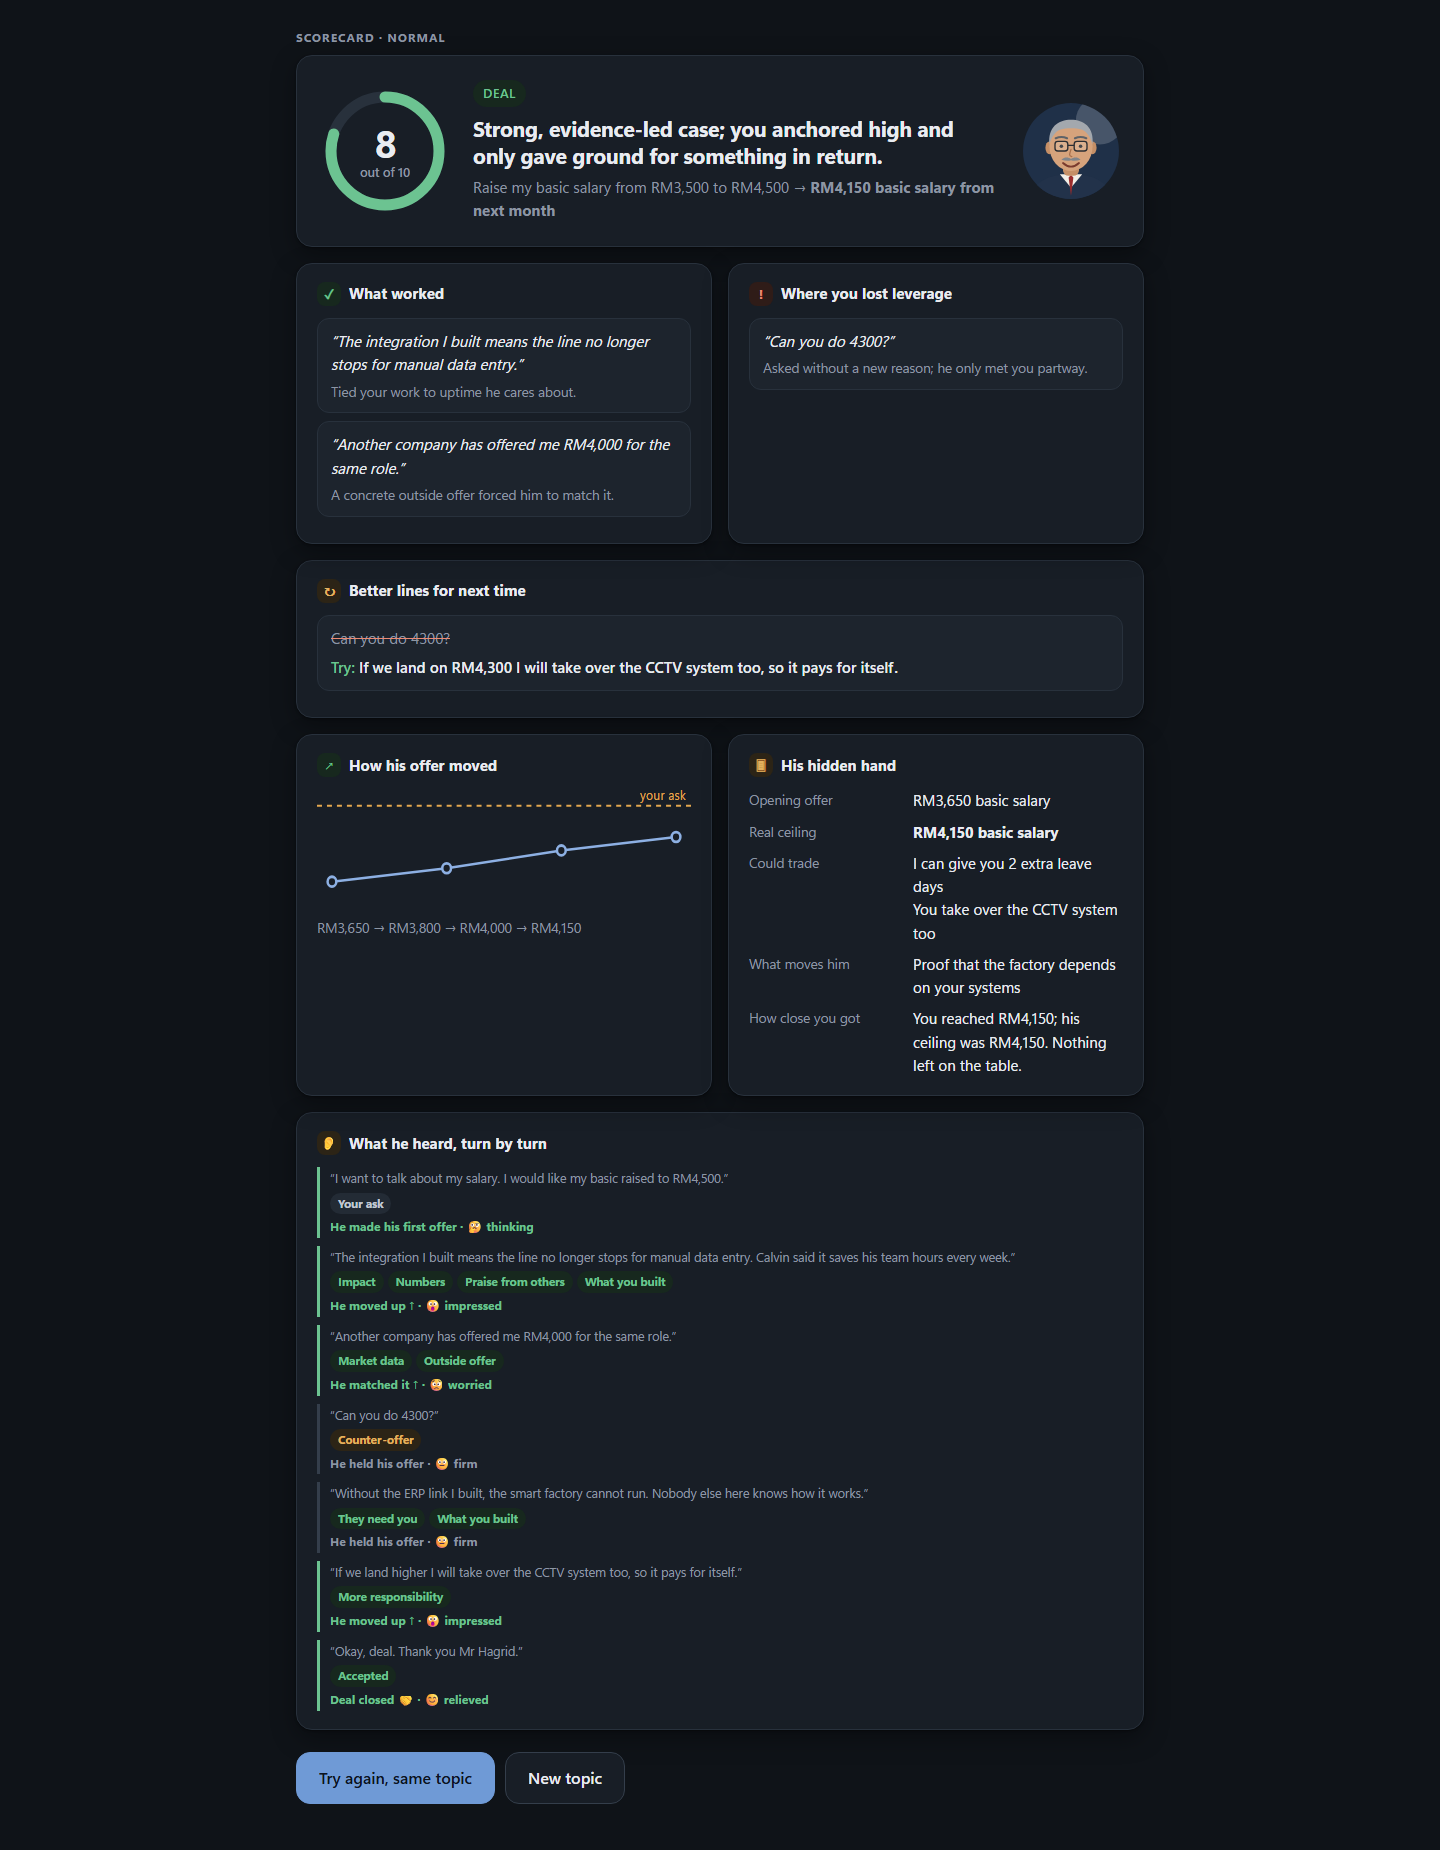 SCORECARD · NORMAL
8
out of 10
DEAL
Strong, evidence-led case; you anchored high and
only gave ground for something in return.
Raise my basic salary from RM3,500 to RM4,500 → RM4,150 basic salary from
next month
✓ What worked
“The integration I built means the line no longer
stops for manual data entry.”
Tied your work to uptime he cares about.
“Another company has offered me RM4,000 for the
same role.”
A concrete outside offer forced him to match it.
! Where you lost leverage
“Can you do 4300?”
Asked without a new reason; he only met you partway.
↻ Better lines for next time
Can you do 4300?
Try: If we land on RM4,300 I will take over the CCTV system too, so it pays for itself.
↗ How his offer moved
your ask
RM3,650 → RM3,800 → RM4,000 → RM4,150
His hidden hand
Opening offer RM3,650 basic salary
Real ceiling RM4,150 basic salary
Could trade I can give you 2 extra leave
days
You take over the CCTV system
too
What moves him Proof that the factory depends
on your systems
How close you got You reached RM4,150; his
ceiling was RM4,150. Nothing
left on the table.
What he heard, turn by turn
“I want to talk about my salary. I would like my basic raised to RM4,500.”
Your ask
He made his first offer · 🤔 thinking
“The integration I built means the line no longer stops for manual data entry. Calvin said it saves his team hours every week.”
Impact Numbers Praise from others What you built
He moved up ↑ · impressed
“Another company has offered me RM4,000 for the same role.”
Market data Outside offer
He matched it ↑ · worried
“Can you do 4300?”
Counter-offer
He held his offer · firm
“Without the ERP link I built, the smart factory cannot run. Nobody else here knows how it works.”
They need you What you built
He held his offer · firm
“If we land higher I will take over the CCTV system too, so it pays for itself.”
More responsibility
He moved up ↑ · impressed
“Okay, deal. Thank you Mr Hagrid.”
Accepted
Deal closed 🤝 · relieved
Try again, same topic
New topic